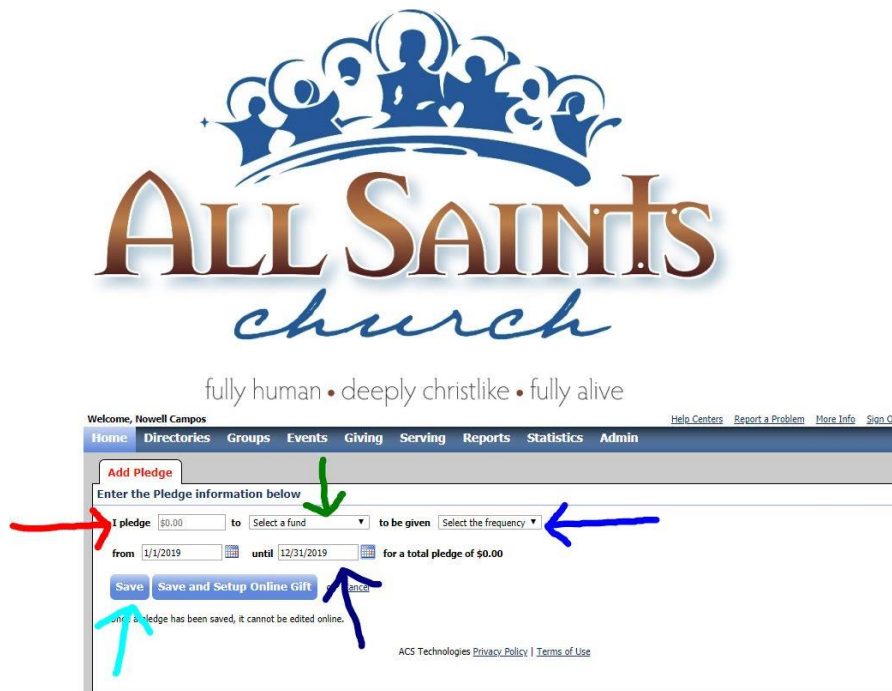 ALL SAINTS
church
fully human • deeply christlike • fully alive
Welcome, Nowell Campos
Help Centers Report a Problem More Info Sign O
Home Directories Groups Events Giving Serving Reports Statistics Admin
Add Pledge
Enter the Pledge information below
I pledge $0.00 to Select a fund to be given Select the frequency
from 1/1/2019 until 12/31/2019 for a total pledge of $0.00
Save Save and Setup Online Gift Cancel
pledge has been saved, it cannot be edited online.
ACS Technologies Privacy Policy | Terms of Use